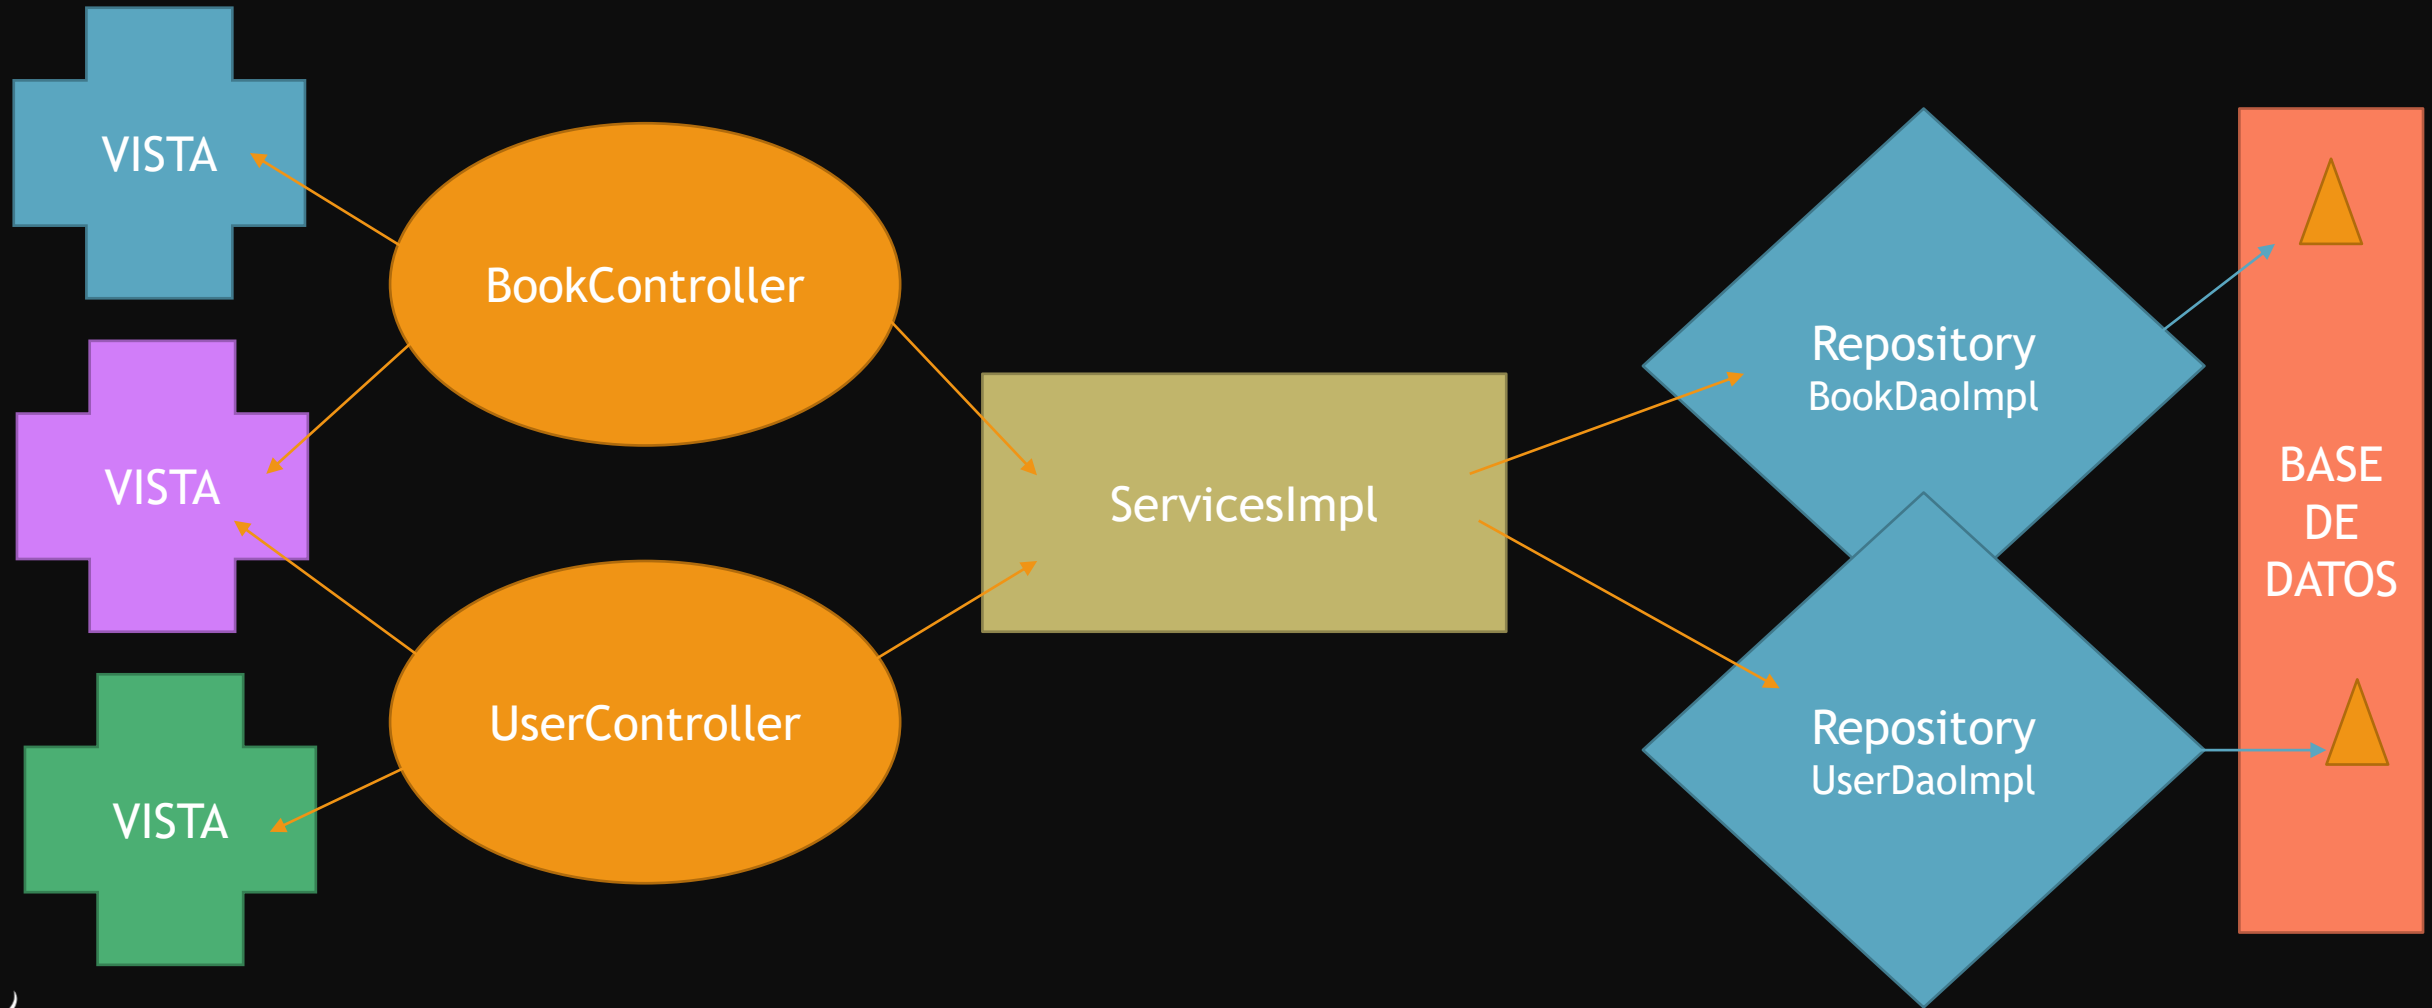 VISTA
BookController
VISTA
ServicesImpl
UserController
VISTA
Repository
BookDaoImpl
Repository
UserDaoImpl
BASE
DE
DATOS